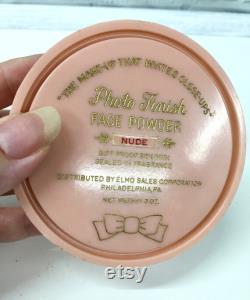 "THE MAKE-UP THAT INVITES CLOSE-UPS"
Photo Finish
FACE POWDER
NUDE
SEALED IN FRAGRANCE
DISTRIBUTED BY ELMO SALES CORPORATION
PHILADELPHIA, PA.
NET WEIGHT 3 OZ.
Etsy